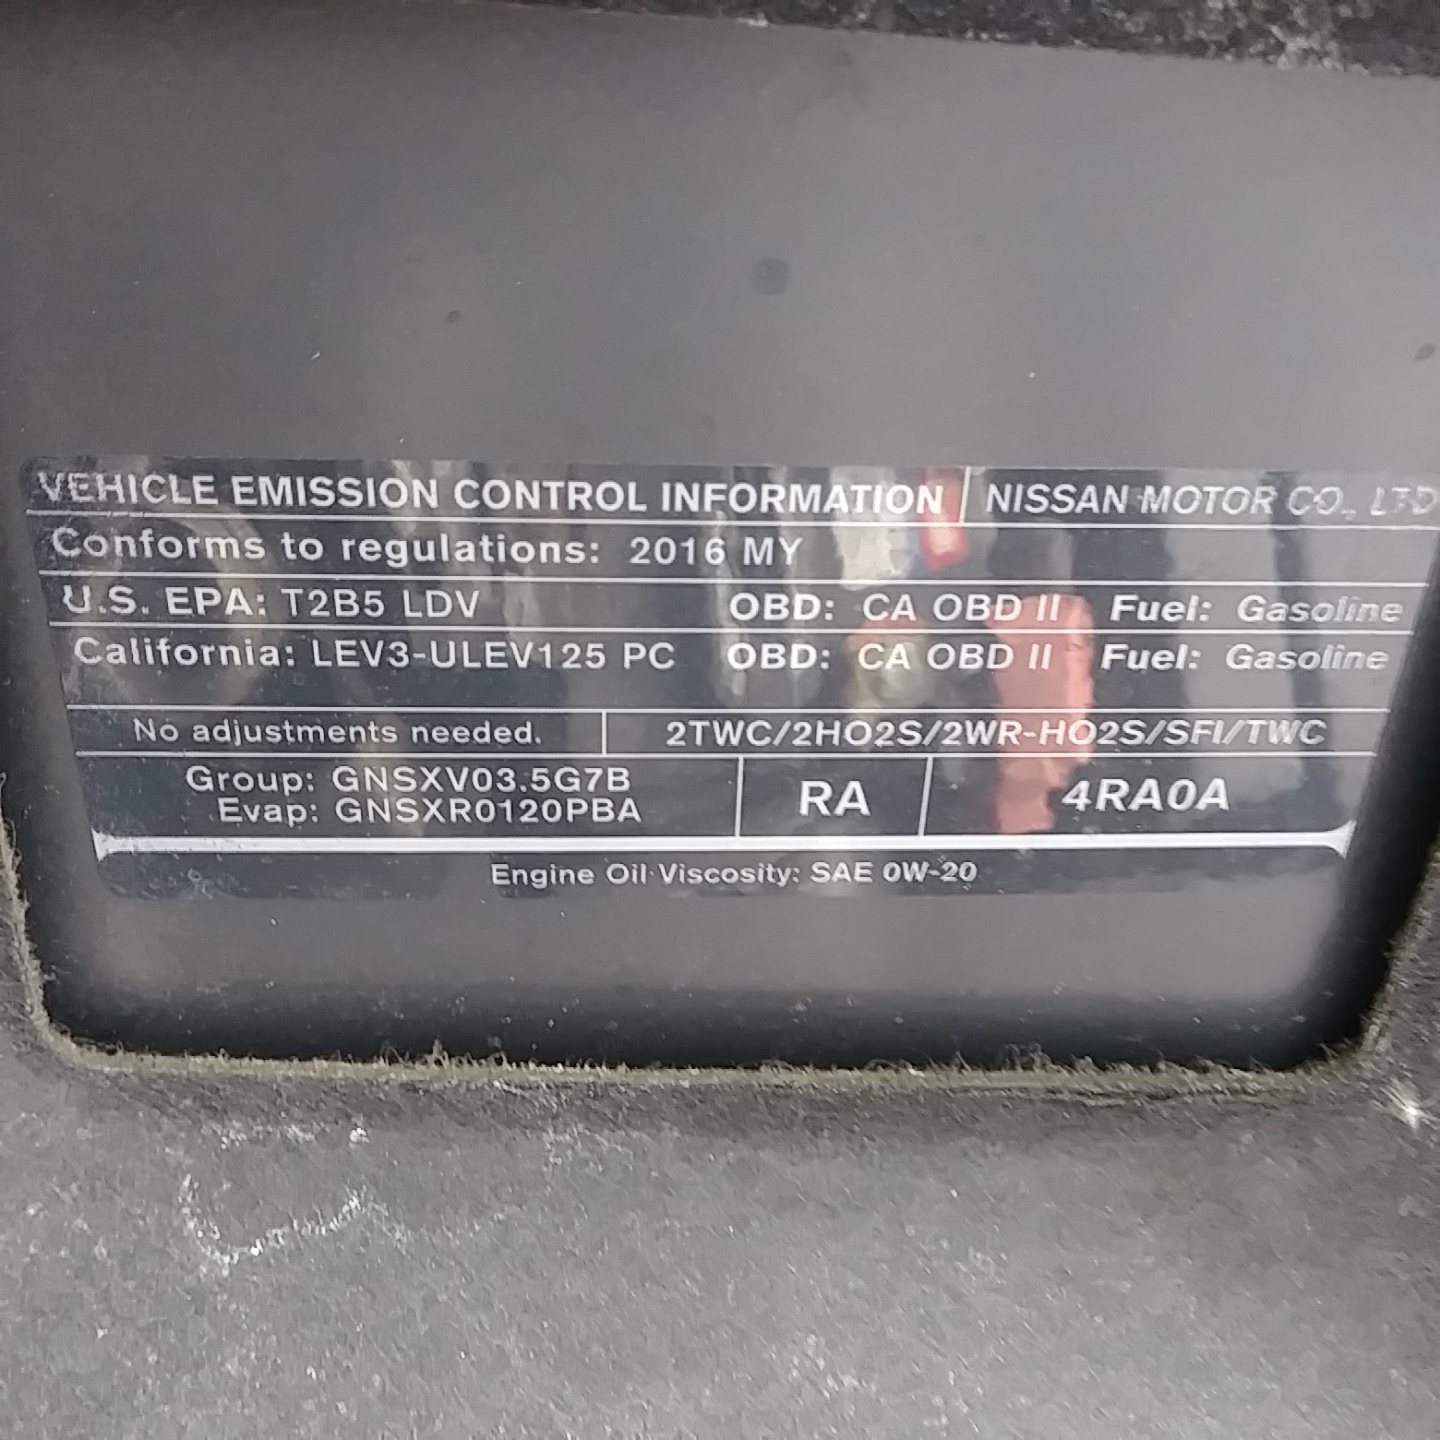 VEHICLE EMISSION CONTROL INFORMATION NISSAN MOTOR CO., LTD
Conforms to regulations: 2016 MY
U.S. EPA: T2B5 LDV OBD: CA OBD II Fuel: Gasoline
California: LEV3-ULEV125 PC OBD: CA OBD II Fuel: Gasoline
No adjustments needed. 2TWC/2HO2S/2WR-HO2S/SFI/TWC
Group: GNSXV03.5G7B
Evap: GNSXR0120PBA
RA 4RA0A
Engine Oil Viscosity: SAE 0W-20